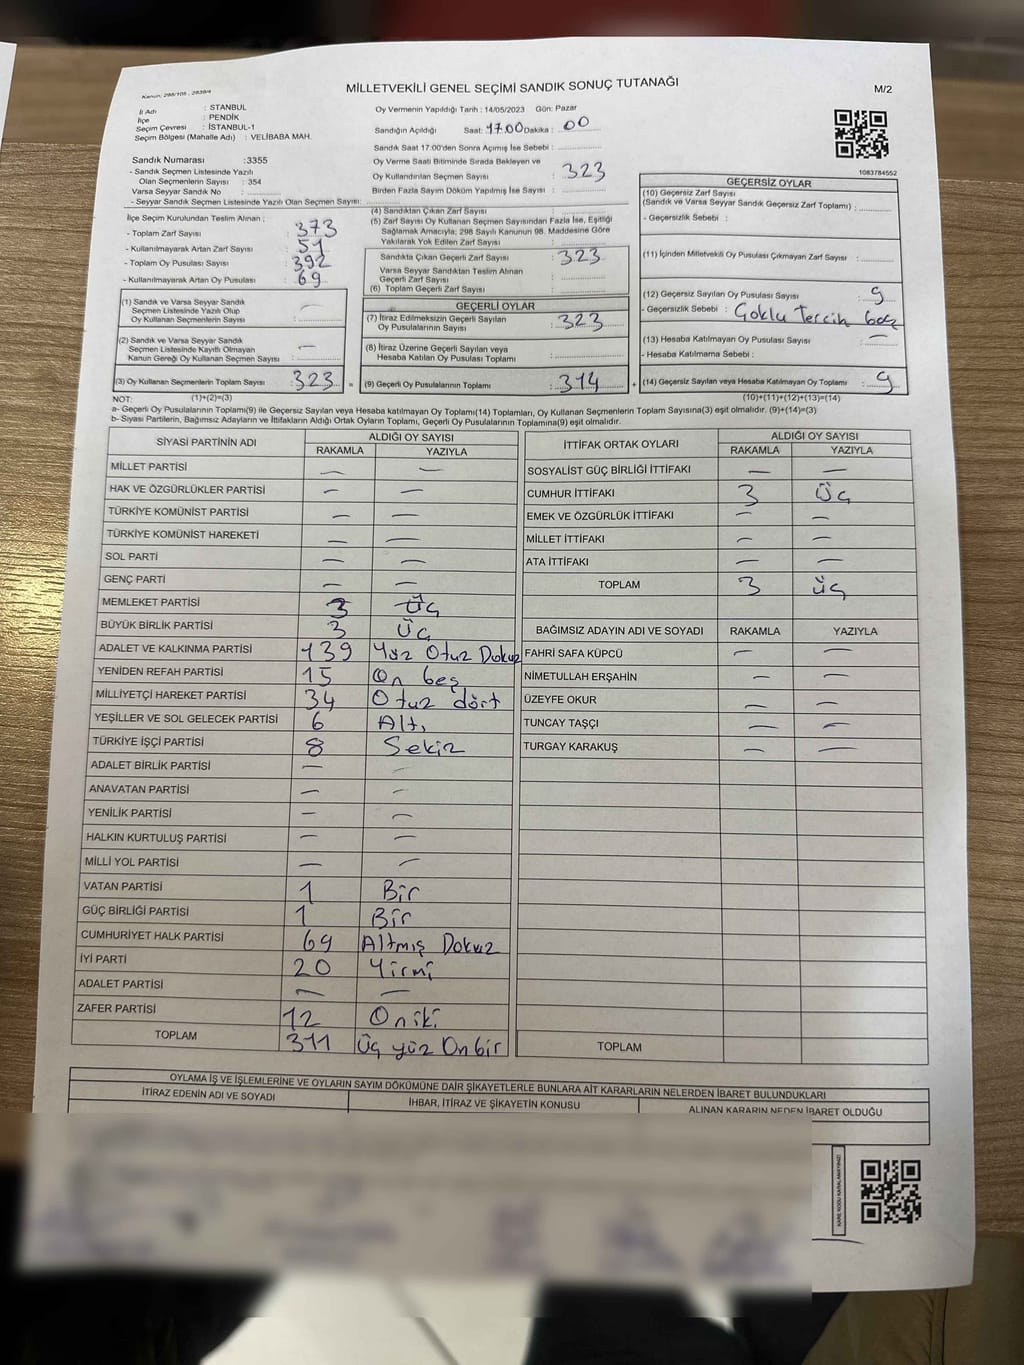 Kanun, 298/105 , 2839/4
MİLLETVEKİLİ GENEL SEÇİMİ SANDIK SONUÇ TUTANAĞI
M/2
İl Adı : STANBUL
İlçe : PENDİK
Seçim Çevresi : İSTANBUL-1
Seçim Bölgesi (Mahalle Adı) : VELİBABA MAH.
Sandık Numarası :3355
- Sandık Seçmen Listesinde Yazılı
Olan Seçmenlerin Sayısı : 354
Varsa Seyyar Sandık No :
- Seyyar Sandık Seçmen Listesinde Yazılı Olan Seçmen Sayısı:
Oy Vermenin Yapıldığı Tarih : 14/05/2023 Gün: Pazar
Sandığın Açıldığı Saat: 17.00 Dakika : 00
Sandık Saat 17:00'den Sonra Açmış İse Sebebi :
Oy Verme Saati Bitiminde Sırada Bekleyen ve
Oy Kullandırılan Seçmen Sayısı : 323
Birden Fazla Sayım Döküm Yapılmış İse Sayısı :
1083784552
İlçe Seçim Kurulundan Teslim Alınan ;
- Toplam Zarf Sayısı : 373
- Kullanılmayarak Artan Zarf Sayısı : 51
- Toplam Oy Pusulası Sayısı : 392
- Kullanılmayarak Artan Oy Pusulası : 69
(1) Sandık ve Varsa Seyyar Sandık
Seçmen Listesinde Yazılı Olup
Oy Kullanan Seçmenlerin Sayısı : —
(2) Sandık ve Varsa Seyyar Sandık
Seçmen Listesinde Kayıtlı Olmayan
Kanun Gereği Oy Kullanan Seçmen Sayısı : —
(3) Oy Kullanan Seçmenlerin Toplam Sayısı : 323 =
(4) Sandıktan Çıkan Zarf Sayısı :
(5) Zarf Sayısı Oy Kullanan Seçmen Sayısından Fazla İse, Eşitliği
Sağlamak Amacıyla; 298 Sayılı Kanunun 98. Maddesine Göre
Yakılarak Yok Edilen Zarf Sayısı :
Sandıkta Çıkan Geçerli Zarf Sayısı : 323
Varsa Seyyar Sandıktan Teslim Alınan
Geçerli Zarf Sayısı :
(6) Toplam Geçerli Zarf Sayısı :
GEÇERLİ OYLAR
(7) İtiraz Edilmeksizin Geçerli Sayılan
Oy Pusulalarının Sayısı : 323
(8) İtiraz Üzerine Geçerli Sayılan veya
Hesaba Katılan Oy Pusulası Toplamı :
(9) Geçerli Oy Pusulalarının Toplamı : 314 +
GEÇERSİZ OYLAR
(10) Geçersiz Zarf Sayısı
(Sandık ve Varsa Seyyar Sandık Geçersiz Zarf Toplamı) :
- Geçersizlik Sebebi :
(11) İçinden Milletvekili Oy Pusulası Çıkmayan Zarf Sayısı :
(12) Geçersiz Sayılan Oy Pusulası Sayısı : 9
- Geçersizlik Sebebi : Çoklu Tercih boş
(13) Hesaba Katılmayan Oy Pusulası Sayısı : —
- Hesaba Katılmama Sebebi :
(14) Geçersiz Sayılan veya Hesaba Katılmayan Oy Toplamı : 9
NOT: (1)+(2)=(3) (10)+(11)+(12)+(13)=(14)
a- Geçerli Oy Pusulalarının Toplamı(9) ile Geçersiz Sayılan veya Hesaba katılmayan Oy Toplamı(14) Toplamları, Oy Kullanan Seçmenlerin Toplam Sayısına(3) eşit olmalıdır. (9)+(14)=(3)
b- Siyasi Partilerin, Bağımsız Adayların ve İttifakların Aldığı Ortak Oyların Toplamı, Geçerli Oy Pusulalarının Toplamına(9) eşit olmalıdır.
SİYASİ PARTİNİN ADI ALDIĞI OY SAYISI
RAKAMLA YAZIYLA
MİLLET PARTİSİ — —
HAK VE ÖZGÜRLÜKLER PARTİSİ — —
TÜRKİYE KOMÜNİST PARTİSİ — —
TÜRKİYE KOMÜNİST HAREKETİ — —
SOL PARTİ — —
GENÇ PARTİ — —
MEMLEKET PARTİSİ 3 Üç
BÜYÜK BİRLİK PARTİSİ 3 Üç
ADALET VE KALKINMA PARTİSİ 139 Yüz Otuz Dokuz
YENİDEN REFAH PARTİSİ 15 On beş
MİLLİYETÇİ HAREKET PARTİSİ 34 Otuz dört
YEŞİLLER VE SOL GELECEK PARTİSİ 6 Altı
TÜRKİYE İŞÇİ PARTİSİ 8 Sekiz
ADALET BİRLİK PARTİSİ — —
ANAVATAN PARTİSİ — —
YENİLİK PARTİSİ — —
HALKIN KURTULUŞ PARTİSİ — —
MİLLİ YOL PARTİSİ — —
VATAN PARTİSİ 1 Bir
GÜÇ BİRLİĞİ PARTİSİ 1 Bir
CUMHURİYET HALK PARTİSİ 69 Altmış Dokuz
İYİ PARTİ 20 Yirmi
ADALET PARTİSİ — —
ZAFER PARTİSİ 12 Oniki
TOPLAM 311 Üç yüz Onbir
İTTİFAK ORTAK OYLARI ALDIĞI OY SAYISI
RAKAMLA YAZIYLA
SOSYALİST GÜÇ BİRLİĞİ İTTİFAKI — —
CUMHUR İTTİFAKI 3 Üç
EMEK VE ÖZGÜRLÜK İTTİFAKI — —
MİLLET İTTİFAKI — —
ATA İTTİFAKI — —
TOPLAM 3 Üç
BAĞIMSIZ ADAYIN ADI VE SOYADI RAKAMLA YAZIYLA
FAHRİ SAFA KÜPCÜ — —
NİMETULLAH ERŞAHİN — —
ÜZEYFE OKUR — —
TUNCAY TAŞÇI — —
TURGAY KARAKUŞ — —
TOPLAM
OYLAMA İŞ VE İŞLEMLERİNE VE OYLARIN SAYIM DÖKÜMÜNE DAİR ŞİKAYETLERLE BUNLARA AİT KARARLARIN NELERDEN İBARET BULUNDUKLARI
İTİRAZ EDENİN ADI VE SOYADI İHBAR, İTİRAZ VE ŞİKAYETİN KONUSU ALINAN KARARIN NEDEN İBARET OLDUĞU
KARE KODU KARALAMAYINIZ!